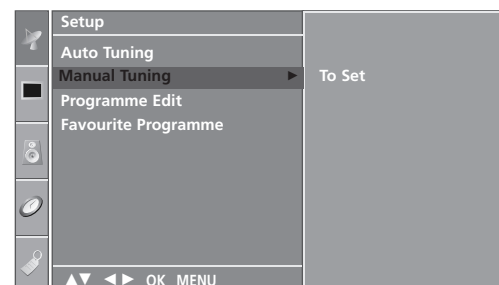 Setup
Auto Tuning
Manual Tuning ► To Set
Programme Edit
Favourite Programme
▲▼ ◄► OK MENU